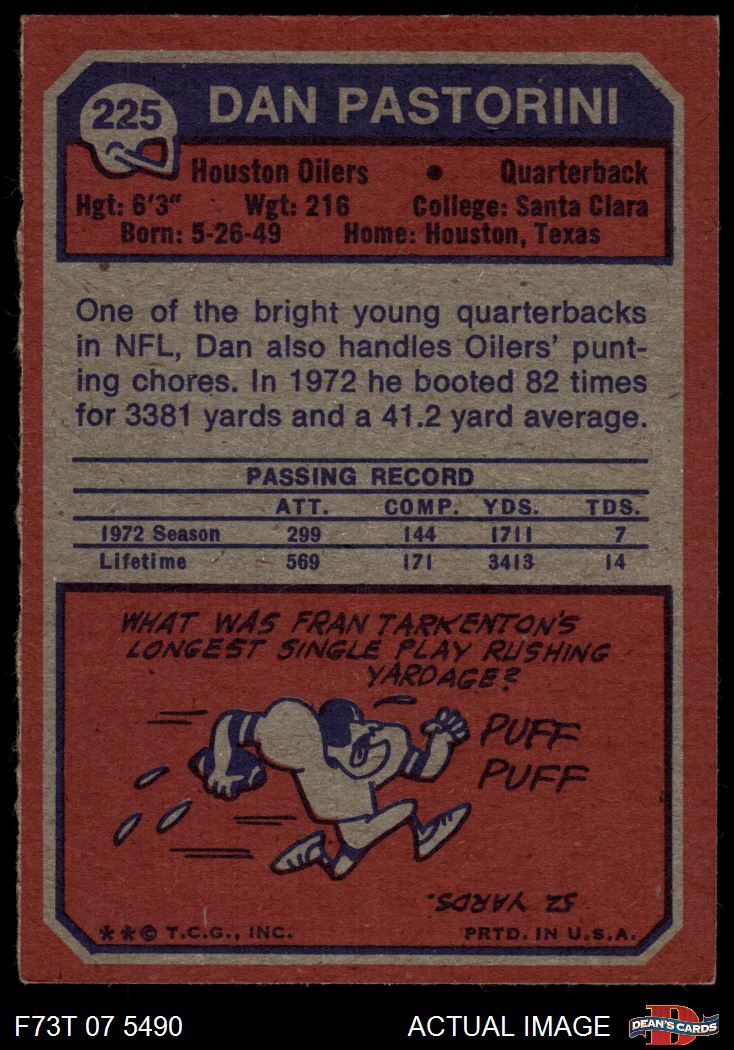 225
DAN PASTORINI
Houston Oilers • Quarterback
Hgt: 6'3" Wgt: 216 College: Santa Clara
Born: 5-26-49 Home: Houston, Texas
One of the bright young quarterbacks
in NFL, Dan also handles Oilers' punt-
ing chores. In 1972 he booted 82 times
for 3381 yards and a 41.2 yard average.
PASSING RECORD
ATT. COMP. YDS. TDS.
1972 Season 299 144 1711 7
Lifetime 569 171 3413 14
WHAT WAS FRAN TARKENTON'S
LONGEST SINGLE PLAY RUSHING
YARDAGE?
PUFF
PUFF
52 YARDS.
**© T.C.G., INC. PRTD. IN U.S.A.
F73T 07 5490 ACTUAL IMAGE DEAN'S CARDS